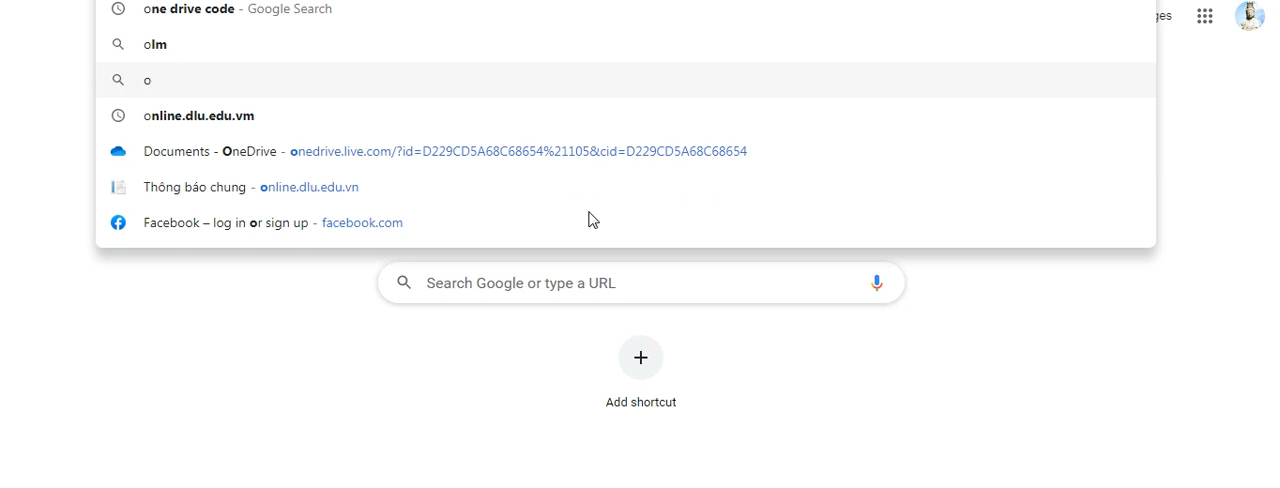 one drive code - Google Search
ges
olm
o
online.dlu.edu.vm
Documents - OneDrive - onedrive.live.com/?id=D229CD5A68C68654%21105&cid=D229CD5A68C68654
Thông báo chung - online.dlu.edu.vn
Facebook – log in or sign up - facebook.com
Search Google or type a URL
Add shortcut